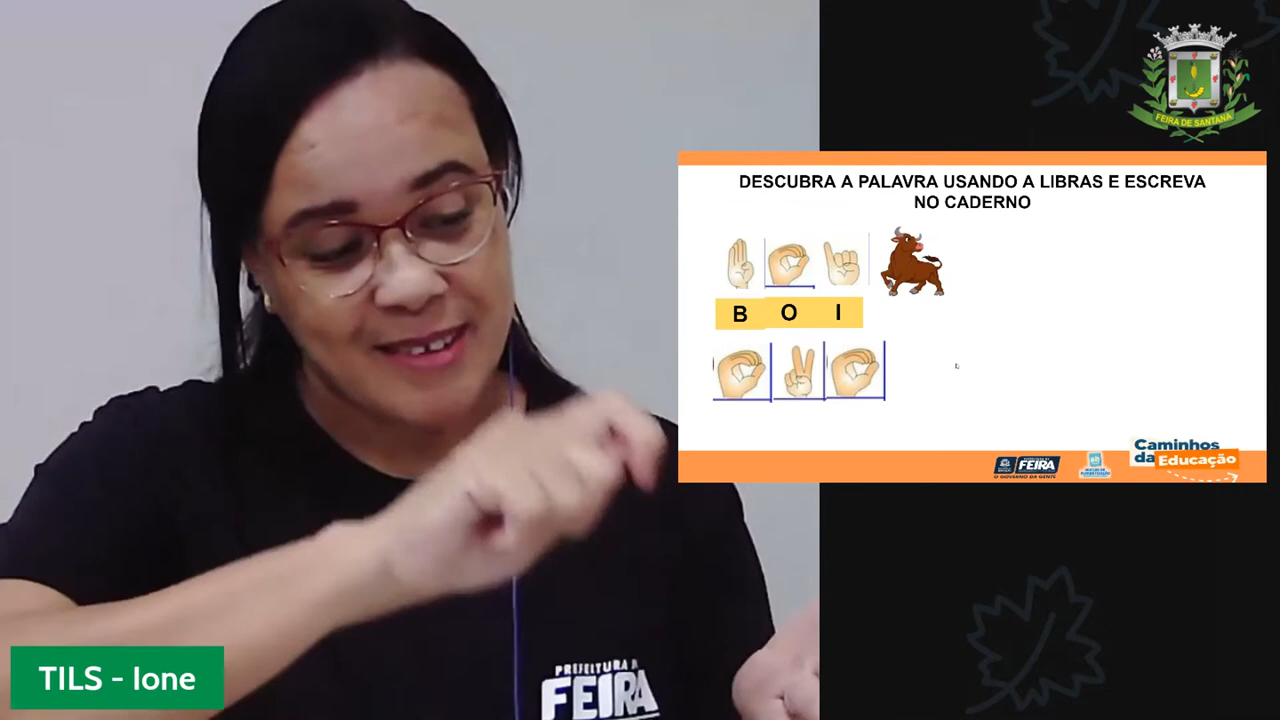 FEIRA DE SANTANA
DESCUBRA A PALAVRA USANDO A LIBRAS E ESCREVA
NO CADERNO
B O I
Caminhos
da Educação
FEIRA
O GOVERNO DA GENTE
TILS - Ione
PREFEITURA
FEIRA